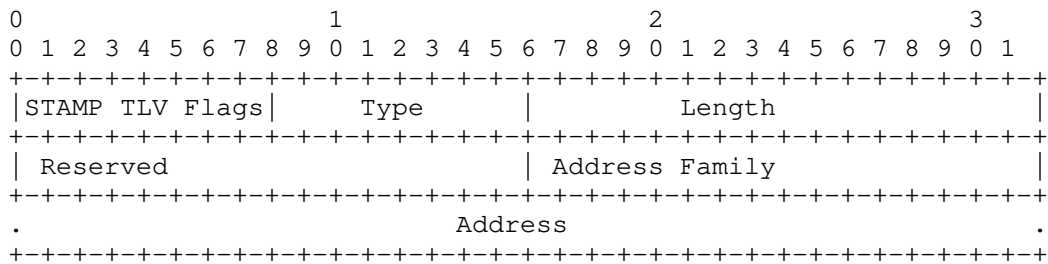 0                   1                   2                   3
0 1 2 3 4 5 6 7 8 9 0 1 2 3 4 5 6 7 8 9 0 1 2 3 4 5 6 7 8 9 0 1
+-+-+-+-+-+-+-+-+-+-+-+-+-+-+-+-+-+-+-+-+-+-+-+-+-+-+-+-+-+-+-+-+
|STAMP TLV Flags|     Type      |         Length                |
+-+-+-+-+-+-+-+-+-+-+-+-+-+-+-+-+-+-+-+-+-+-+-+-+-+-+-+-+-+-+-+-+
| Reserved                      | Address Family                |
+-+-+-+-+-+-+-+-+-+-+-+-+-+-+-+-+-+-+-+-+-+-+-+-+-+-+-+-+-+-+-+-+
.                           Address                             .
+-+-+-+-+-+-+-+-+-+-+-+-+-+-+-+-+-+-+-+-+-+-+-+-+-+-+-+-+-+-+-+-+